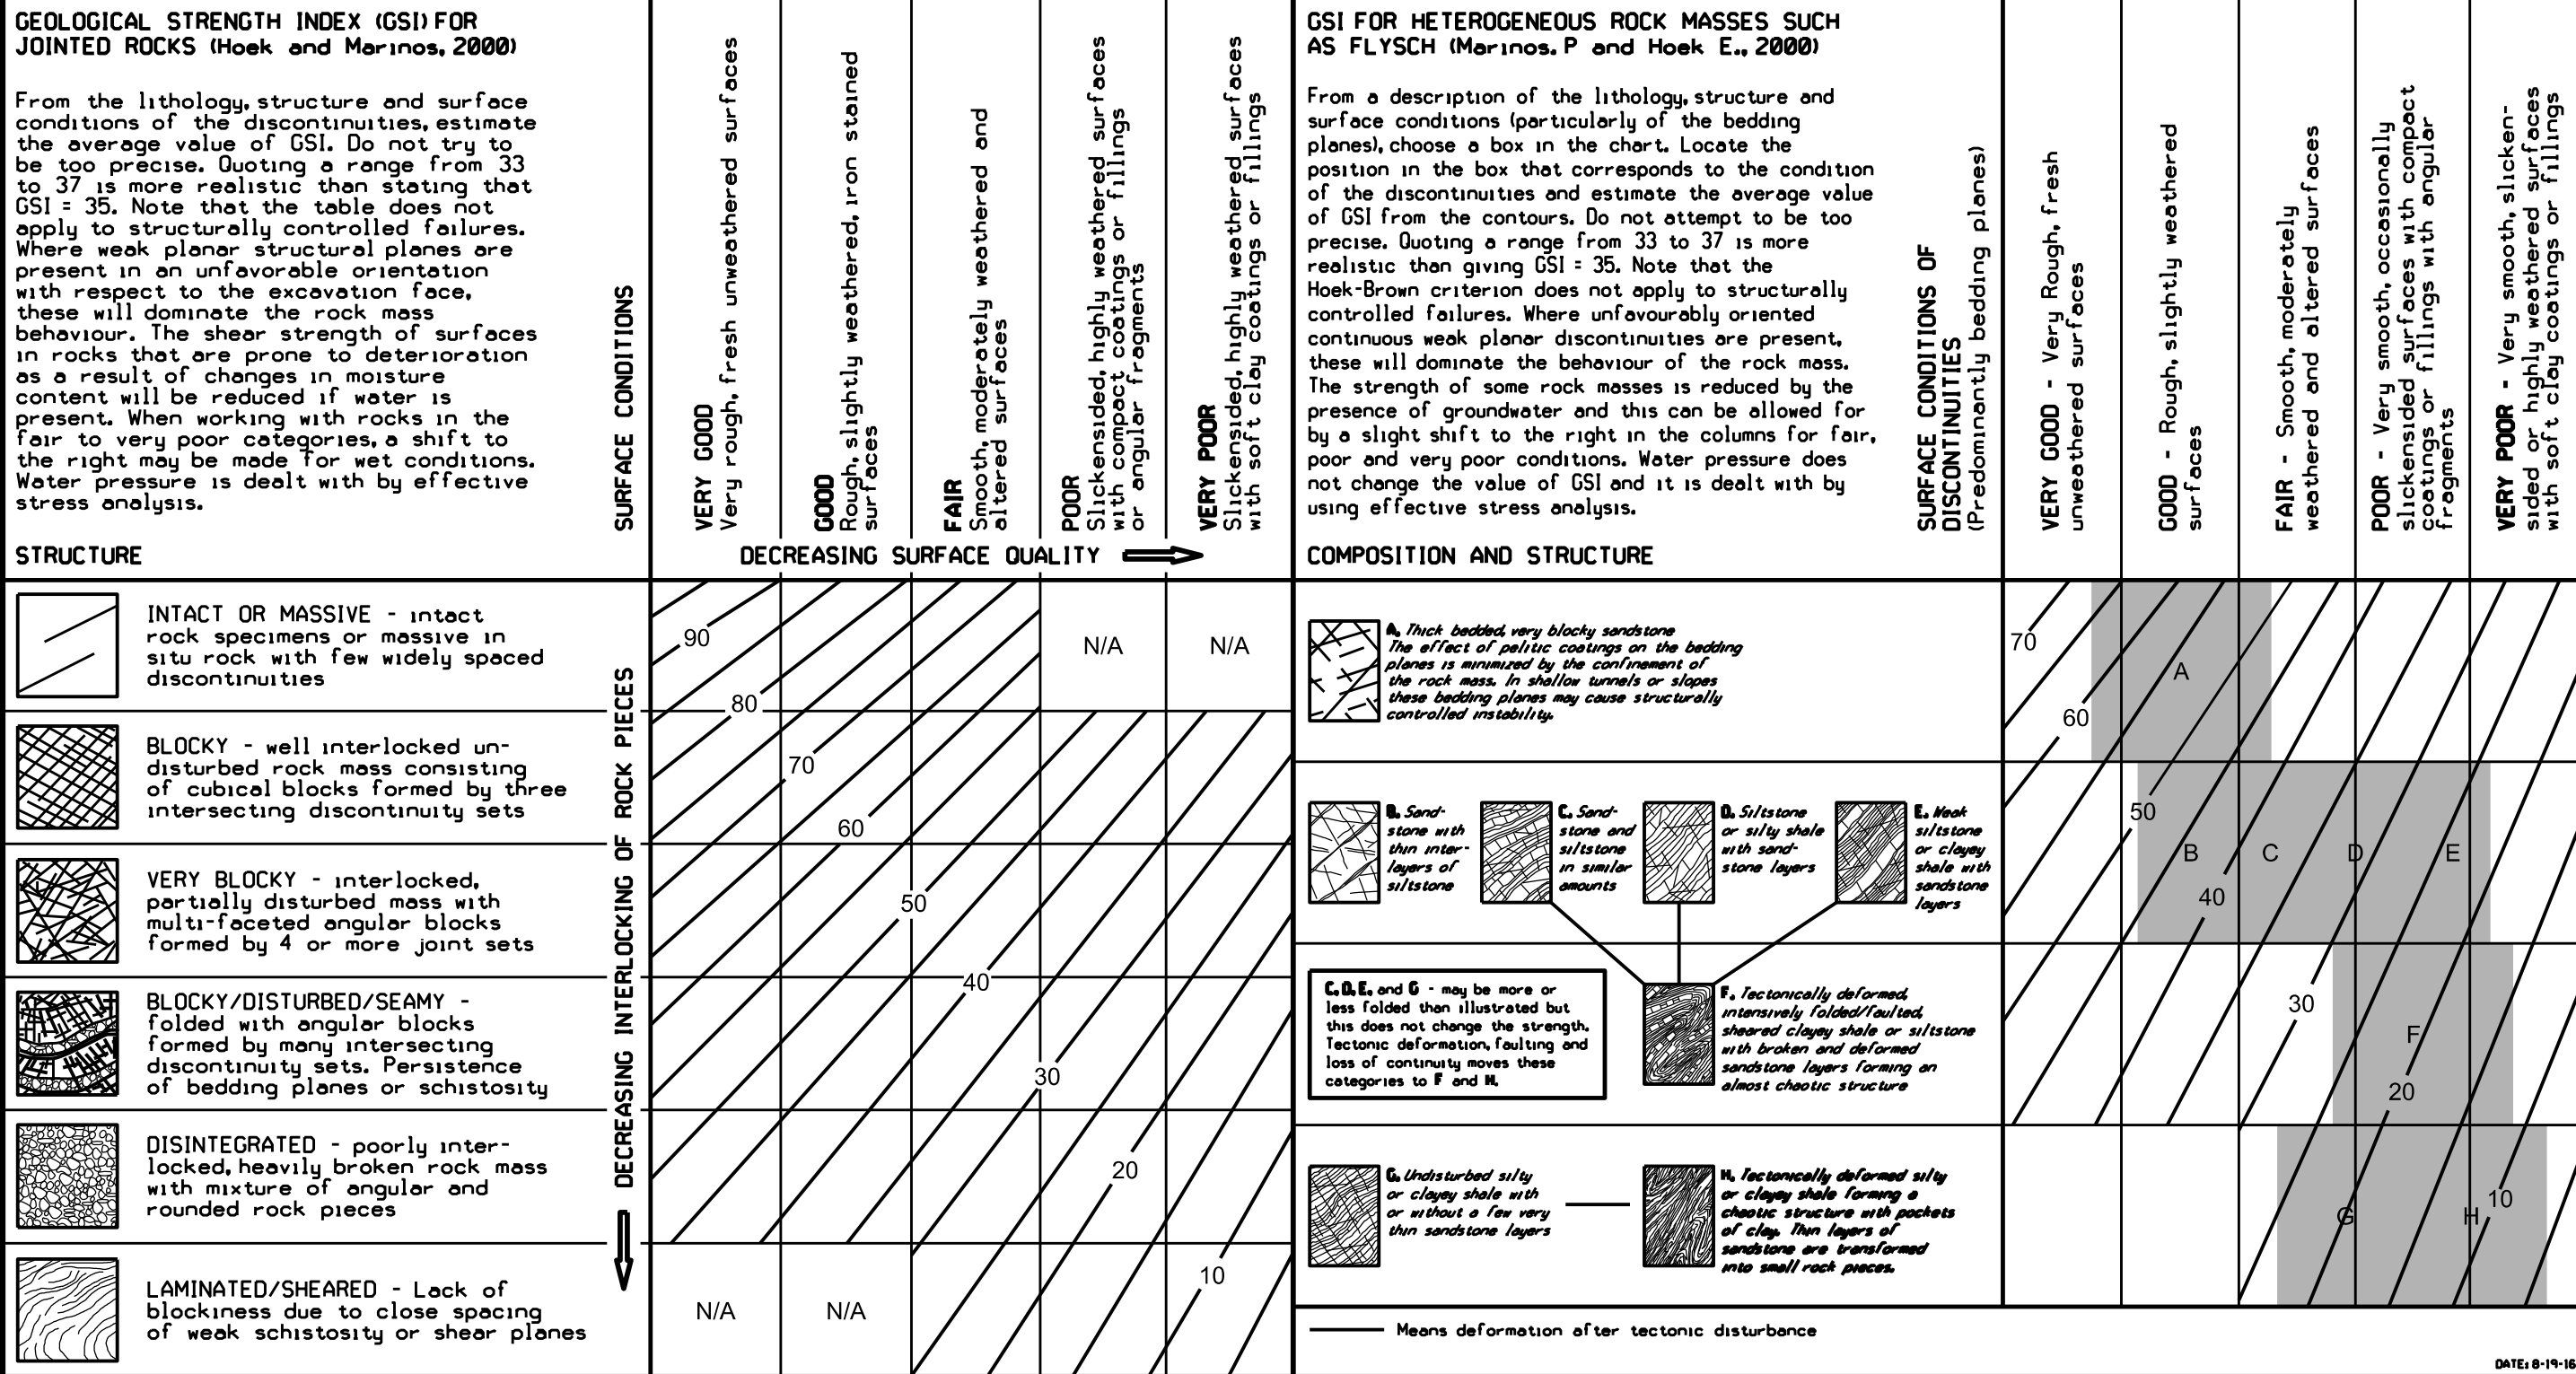 GEOLOGICAL STRENGTH INDEX (GSI) FOR
JOINTED ROCKS (Hoek and Marinos, 2000)
From the lithology, structure and surface
conditions of the discontinuities, estimate
the average value of GSI. Do not try to
be too precise. Quoting a range from 33
to 37 is more realistic than stating that
GSI = 35. Note that the table does not
apply to structurally controlled failures.
Where weak planar structural planes are
present in an unfavorable orientation
with respect to the excavation face,
these will dominate the rock mass
behaviour. The shear strength of surfaces
in rocks that are prone to deterioration
as a result of changes in moisture
content will be reduced if water is
present. When working with rocks in the
fair to very poor categories, a shift to
the right may be made for wet conditions.
Water pressure is dealt with by effective
stress analysis.
STRUCTURE
SURFACE CONDITIONS
VERY GOOD
Very rough, fresh unweathered surfaces
GOOD
Rough, slightly weathered, iron stained
surfaces
FAIR
Smooth, moderately weathered and
altered surfaces
POOR
Slickensided, highly weathered surfaces
with compact coatings or fillings
or angular fragments
VERY POOR
Slickensided, highly weathered surfaces
with soft clay coatings or fillings
DECREASING SURFACE QUALITY
DECREASING INTERLOCKING OF ROCK PIECES
INTACT OR MASSIVE - intact
rock specimens or massive in
situ rock with few widely spaced
discontinuities
BLOCKY - well interlocked un-
disturbed rock mass consisting
of cubical blocks formed by three
intersecting discontinuity sets
VERY BLOCKY - interlocked,
partially disturbed mass with
multi-faceted angular blocks
formed by 4 or more joint sets
BLOCKY/DISTURBED/SEAMY -
folded with angular blocks
formed by many intersecting
discontinuity sets. Persistence
of bedding planes or schistosity
DISINTEGRATED - poorly inter-
locked, heavily broken rock mass
with mixture of angular and
rounded rock pieces
LAMINATED/SHEARED - Lack of
blockiness due to close spacing
of weak schistosity or shear planes
90
80
70
60
50
40
30
20
10
N/A
N/A
N/A
N/A
GSI FOR HETEROGENEOUS ROCK MASSES SUCH
AS FLYSCH (Marinos. P and Hoek E., 2000)
From a description of the lithology, structure and
surface conditions (particularly of the bedding
planes), choose a box in the chart. Locate the
position in the box that corresponds to the condition
of the discontinuities and estimate the average value
of GSI from the contours. Do not attempt to be too
precise. Quoting a range from 33 to 37 is more
realistic than giving GSI = 35. Note that the
Hoek-Brown criterion does not apply to structurally
controlled failures. Where unfavourably oriented
continuous weak planar discontinuities are present,
these will dominate the behaviour of the rock mass.
The strength of some rock masses is reduced by the
presence of groundwater and this can be allowed for
by a slight shift to the right in the columns for fair,
poor and very poor conditions. Water pressure does
not change the value of GSI and it is dealt with by
using effective stress analysis.
COMPOSITION AND STRUCTURE
SURFACE CONDITIONS OF
DISCONTINUITIES
(Predominantly bedding planes)
VERY GOOD - Very Rough, fresh
unweathered surfaces
GOOD - Rough, slightly weathered
surfaces
FAIR - Smooth, moderately
weathered and altered surfaces
POOR - Very smooth, occasionally
slickensided surfaces with compact
coatings or fillings with angular
fragments
VERY POOR - Very smooth, slicken-
sided or highly weathered surfaces
with soft clay coatings or fillings
A. Thick bedded, very blocky sandstone
The effect of pelitic coatings on the bedding
planes is minimized by the confinement of
the rock mass. In shallow tunnels or slopes
these bedding planes may cause structurally
controlled instability.
B. Sand-
stone with
thin inter-
layers of
siltstone
C. Sand-
stone and
siltstone
in similar
amounts
D. Siltstone
or silty shale
with sand-
stone layers
E. Weak
siltstone
or clayey
shale with
sandstone
layers
C, D, E, and G - may be more or
less folded than illustrated but
this does not change the strength.
Tectonic deformation, faulting and
loss of continuity moves these
categories to F and H.
F. Tectonically deformed,
intensively folded/faulted,
sheared clayey shale or siltstone
with broken and deformed
sandstone layers forming an
almost chaotic structure
G. Undisturbed silty
or clayey shale with
or without a few very
thin sandstone layers
H. Tectonically deformed silty
or clayey shale forming a
chaotic structure with pockets
of clay. Thin layers of
sandstone are transformed
into small rock pieces.
70
60
50
40
30
20
10
A
B
C
D
E
F
G
H
Means deformation after tectonic disturbance
DATE: 8-19-16